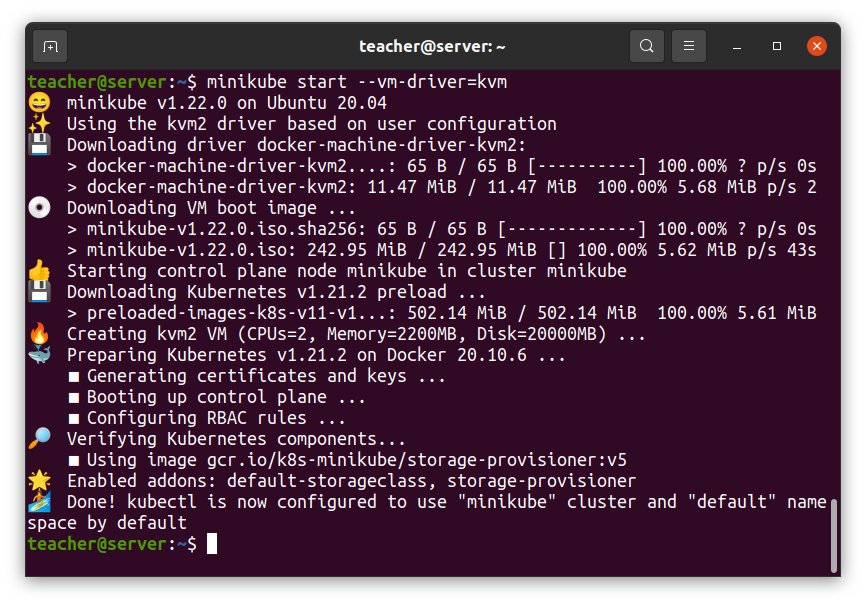 teacher@server: ~
teacher@server:~$ minikube start --vm-driver=kvm
😄 minikube v1.22.0 on Ubuntu 20.04
✨ Using the kvm2 driver based on user configuration
💾 Downloading driver docker-machine-driver-kvm2:
> docker-machine-driver-kvm2....: 65 B / 65 B [----------] 100.00% ? p/s 0s
> docker-machine-driver-kvm2: 11.47 MiB / 11.47 MiB  100.00% 5.68 MiB p/s 2
💿 Downloading VM boot image ...
> minikube-v1.22.0.iso.sha256: 65 B / 65 B [-------------] 100.00% ? p/s 0s
> minikube-v1.22.0.iso: 242.95 MiB / 242.95 MiB [] 100.00% 5.62 MiB p/s 43s
👍 Starting control plane node minikube in cluster minikube
💾 Downloading Kubernetes v1.21.2 preload ...
> preloaded-images-k8s-v11-v1...: 502.14 MiB / 502.14 MiB  100.00% 5.61 MiB
🔥 Creating kvm2 VM (CPUs=2, Memory=2200MB, Disk=20000MB) ...
🐳 Preparing Kubernetes v1.21.2 on Docker 20.10.6 ...
■ Generating certificates and keys ...
■ Booting up control plane ...
■ Configuring RBAC rules ...
🔎 Verifying Kubernetes components...
■ Using image gcr.io/k8s-minikube/storage-provisioner:v5
🌟 Enabled addons: default-storageclass, storage-provisioner
🏄 Done! kubectl is now configured to use "minikube" cluster and "default" name
space by default
teacher@server:~$